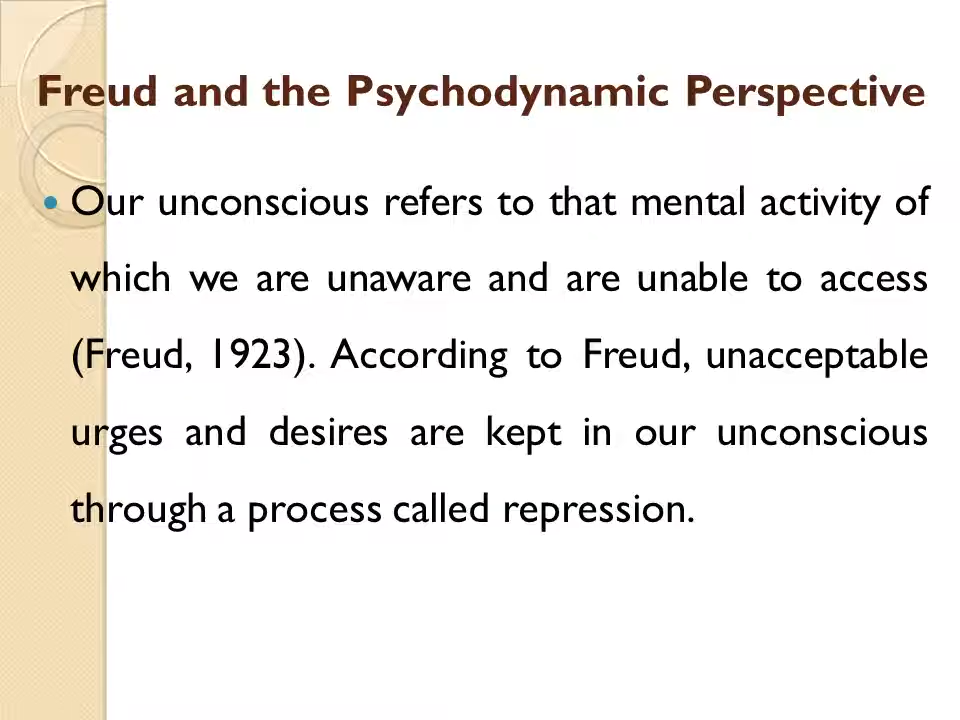 Freud and the Psychodynamic Perspective
• Our unconscious refers to that mental activity of
which we are unaware and are unable to access
(Freud, 1923). According to Freud, unacceptable
urges and desires are kept in our unconscious
through a process called repression.